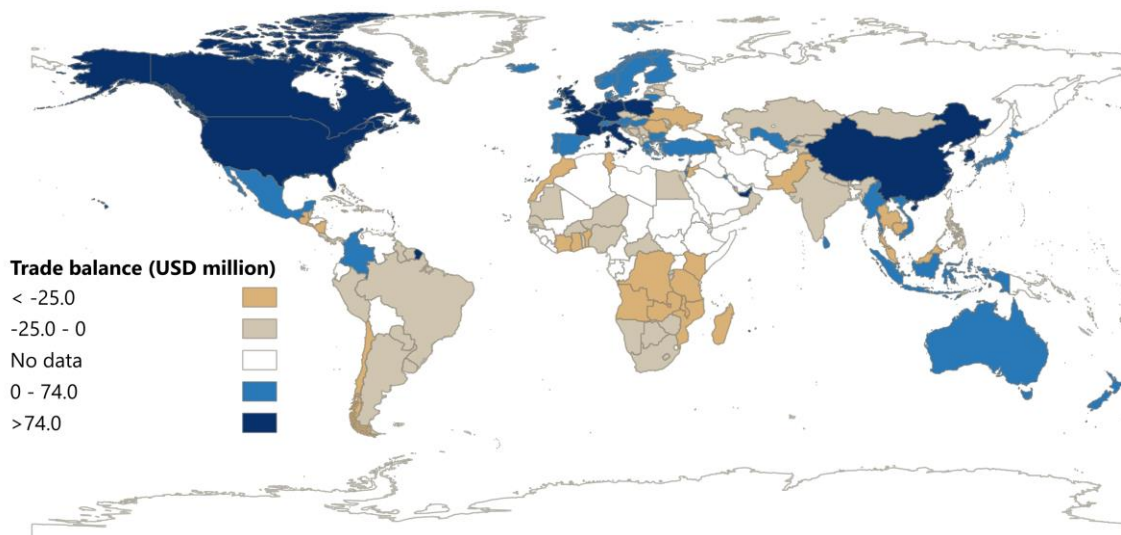 Trade balance (USD million)
< -25.0
-25.0 - 0
No data
0 - 74.0
>74.0